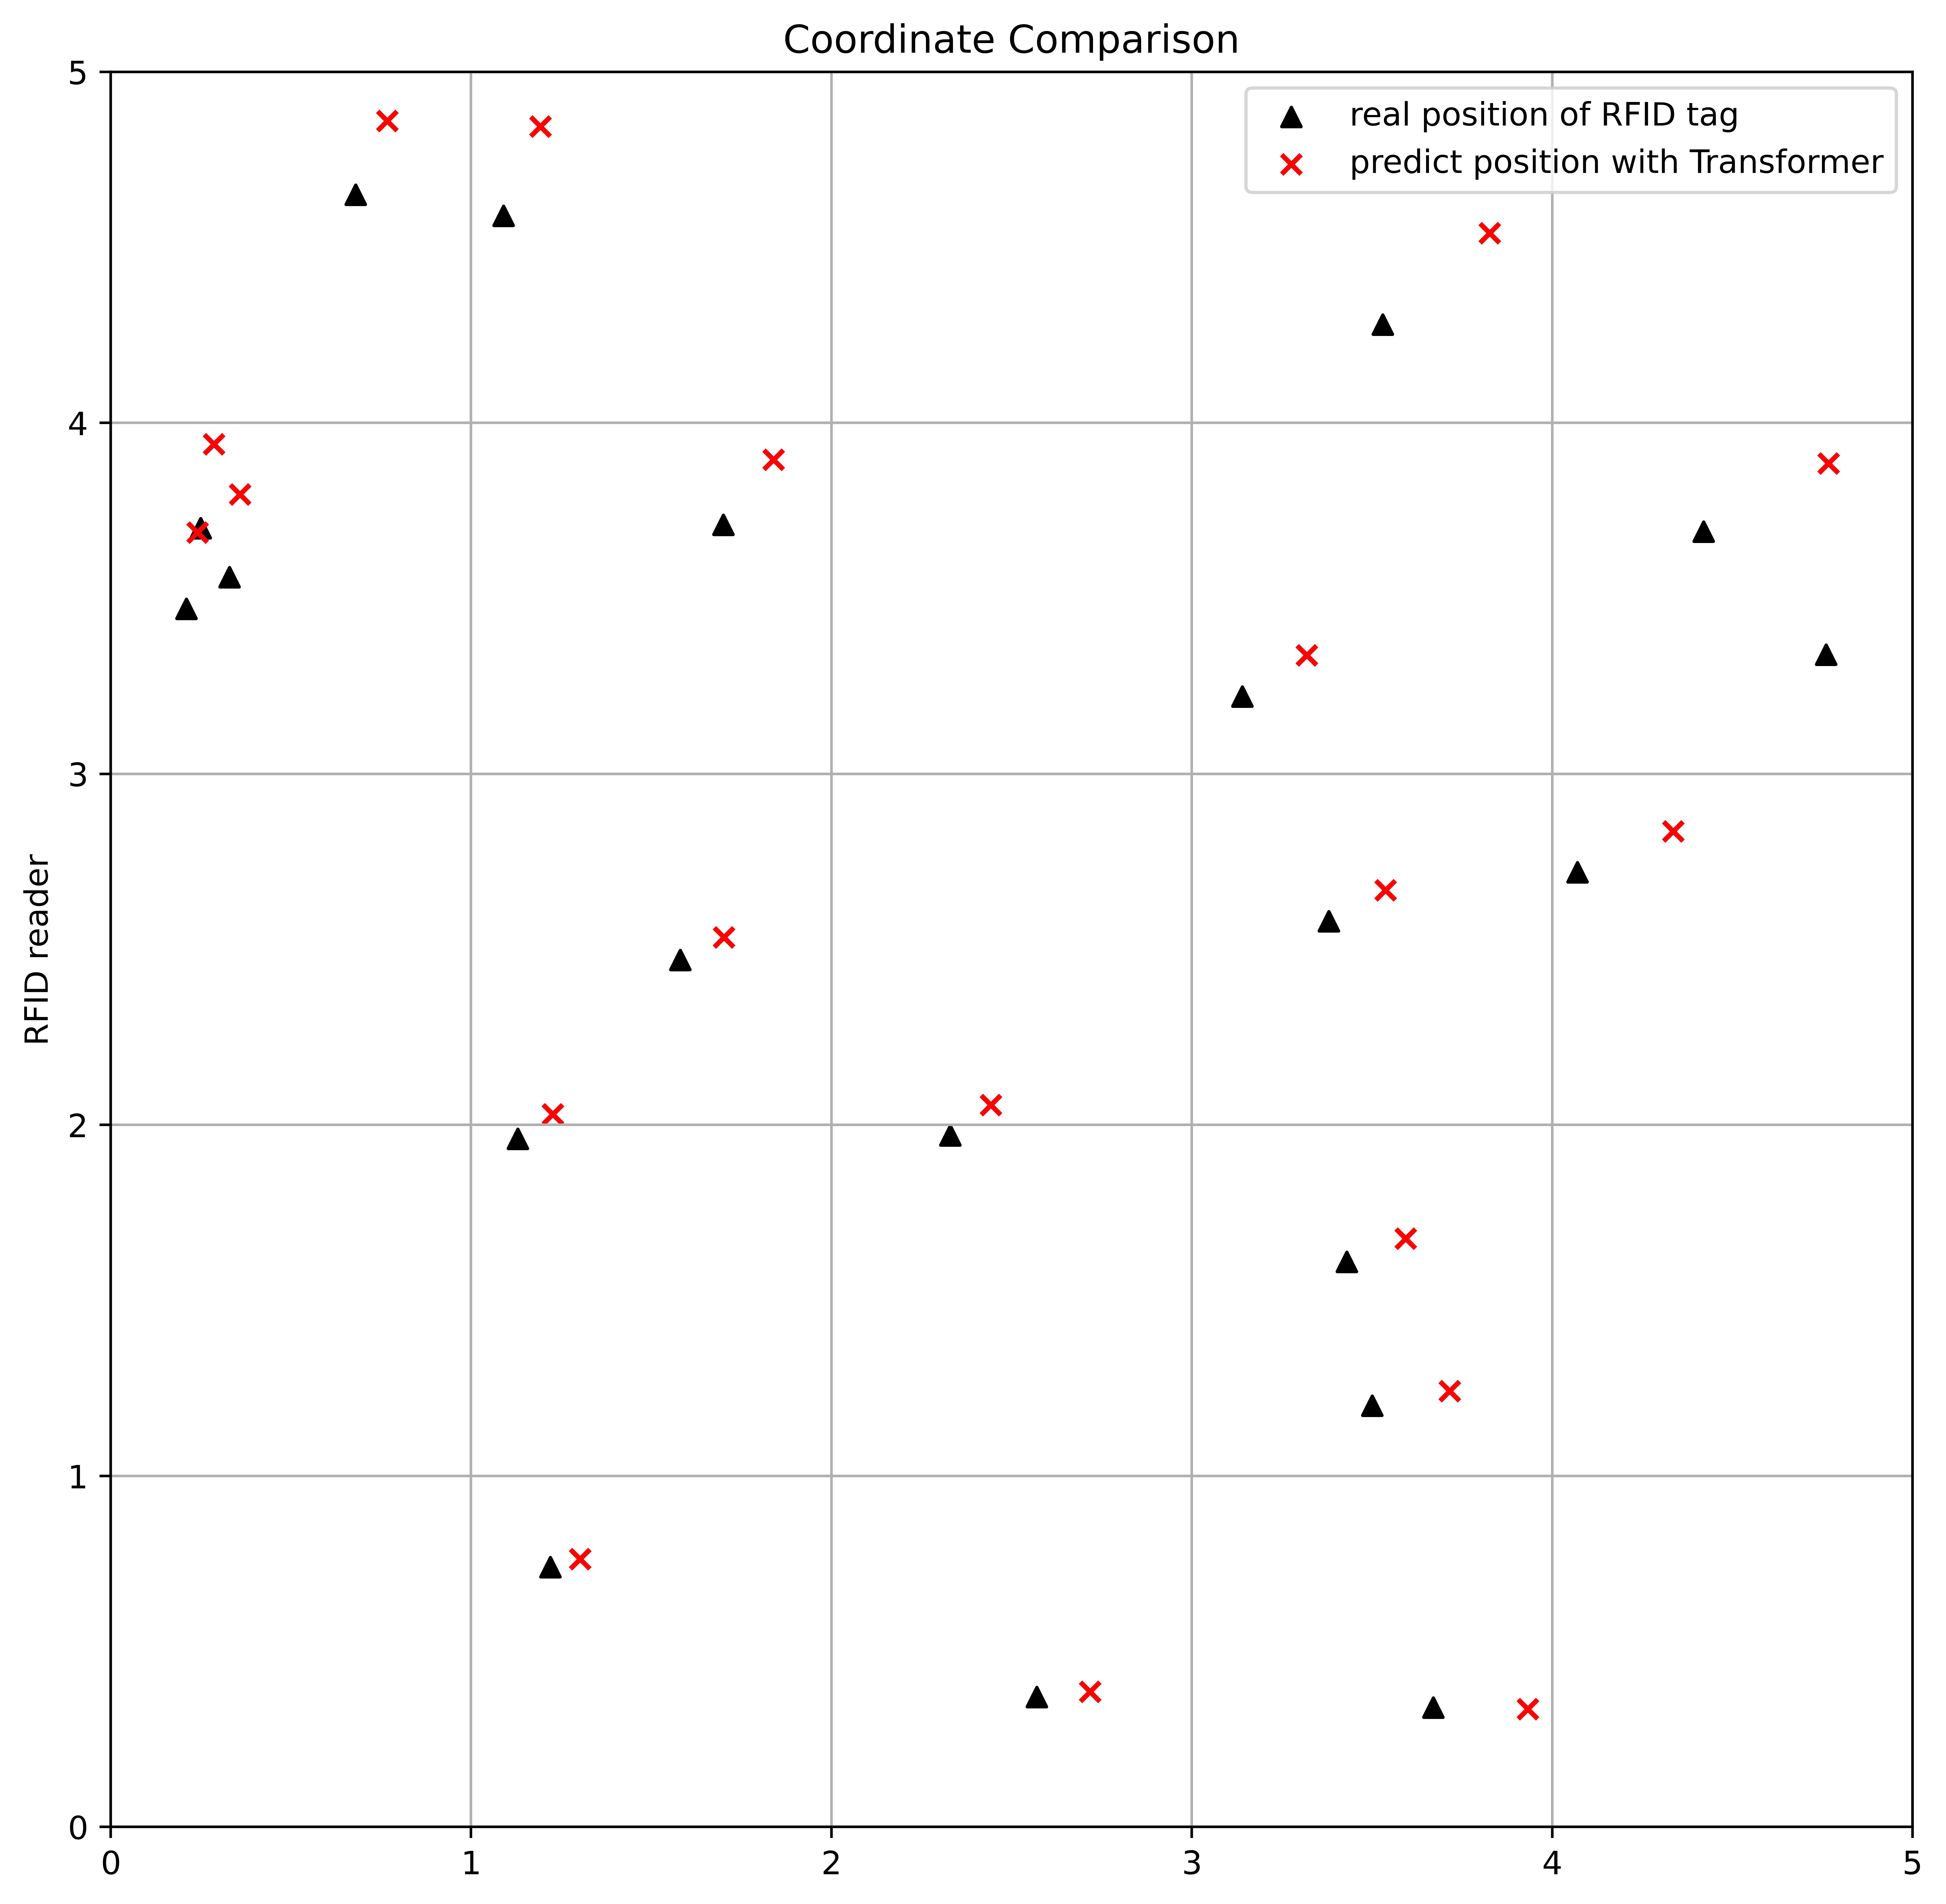 Coordinate Comparison
real position of RFID tag
predict position with Transformer
RFID reader
5
4
3
2
1
0
0 1 2 3 4 5